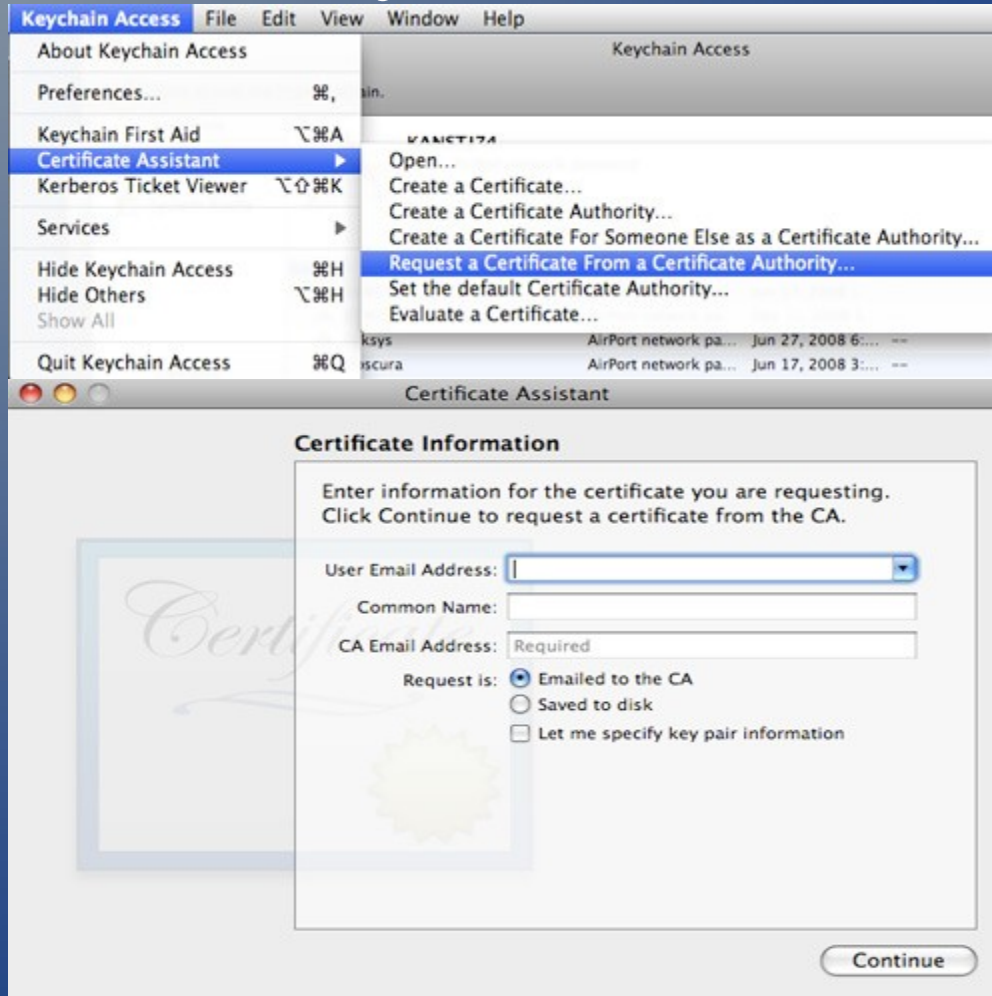 Keychain Access File Edit View Window Help
About Keychain Access
Keychain Access
Preferences... ⌘,
ain.
Keychain First Aid ⌥⌘A
KANST174
Certificate Assistant ▶
Open...
Kerberos Ticket Viewer ⌥⇧⌘K
Create a Certificate...
Create a Certificate Authority...
Services ▶
Create a Certificate For Someone Else as a Certificate Authority...
Hide Keychain Access ⌘H
Request a Certificate From a Certificate Authority...
Hide Others ⌥⌘H
Set the default Certificate Authority...
Show All
Evaluate a Certificate...
ksys AirPort network pa... Jun 27, 2008 6:... --
Quit Keychain Access ⌘Q
scura AirPort network pa... Jun 17, 2008 3:... --
Certificate Assistant
Certificate Information
Enter information for the certificate you are requesting.
Click Continue to request a certificate from the CA.
User Email Address:
Common Name:
Certificate
CA Email Address: Required
Request is: Emailed to the CA
Saved to disk
Let me specify key pair information
Continue